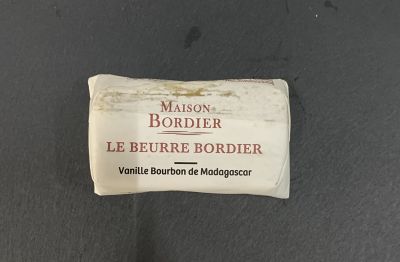 MAISON
BORDIER
LE BEURRE BORDIER
Vanille Bourbon de Madagascar